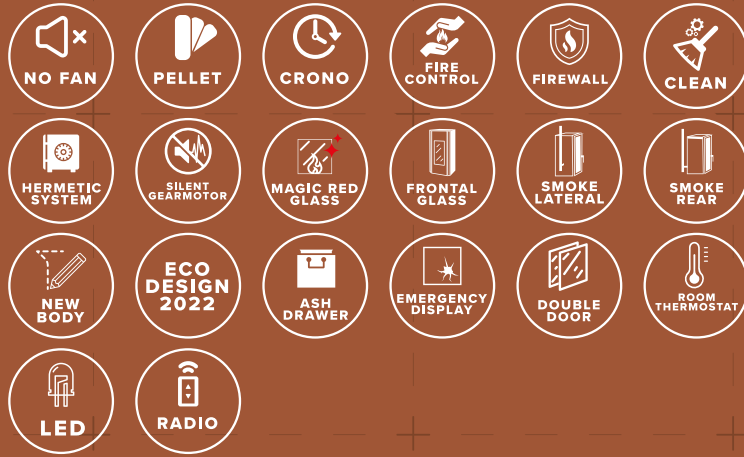 NO FAN
PELLET
CRONO
FIRE
CONTROL
FIREWALL
CLEAN
HERMETIC
SYSTEM
SILENT
GEARMOTOR
MAGIC RED
GLASS
FRONTAL
GLASS
SMOKE
LATERAL
SMOKE
REAR
NEW
BODY
ECO
DESIGN
2022
ASH
DRAWER
EMERGENCY
DISPLAY
DOUBLE
DOOR
ROOM
THERMOSTAT
LED
RADIO